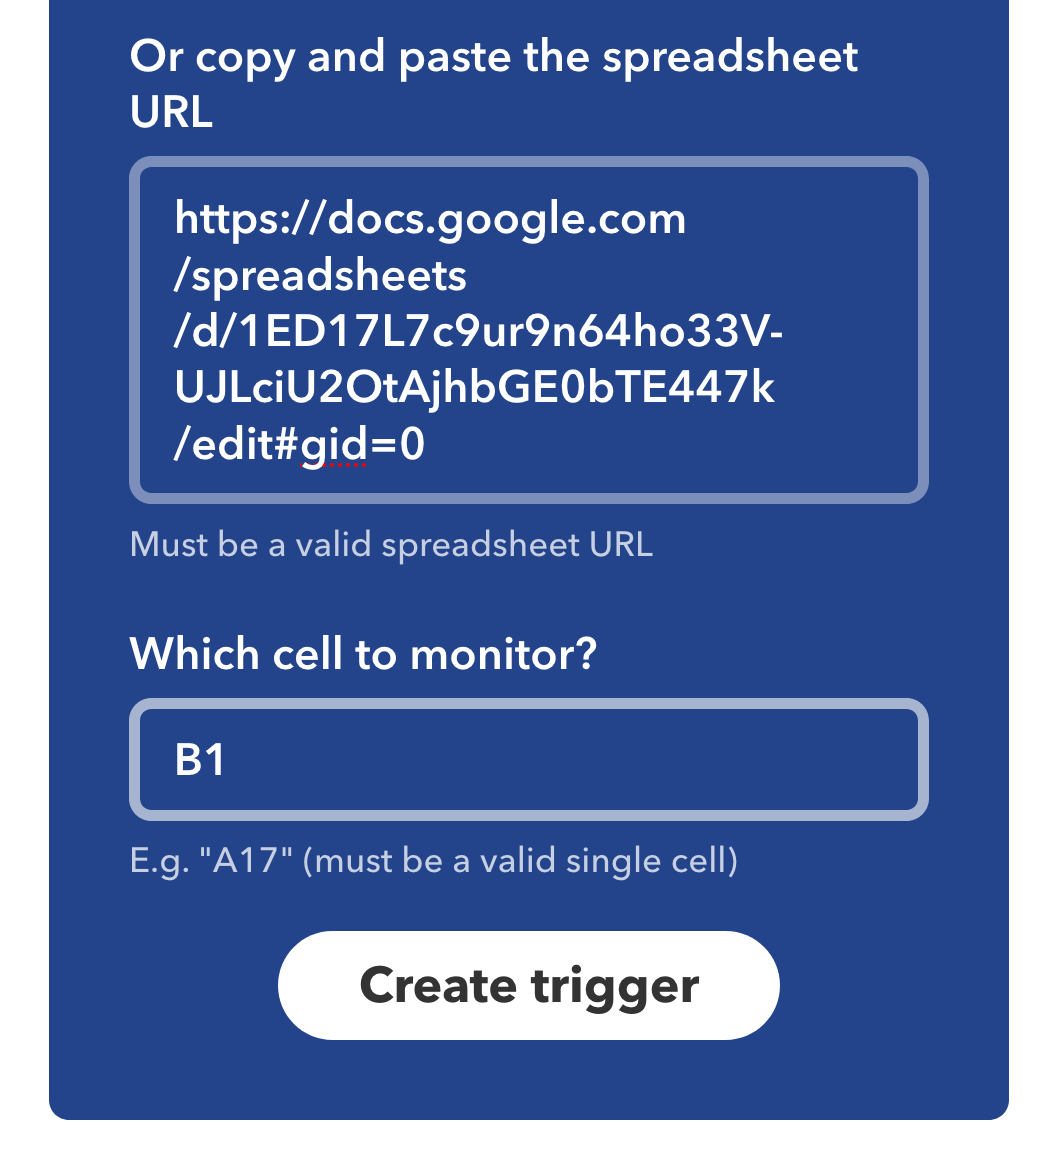 Or copy and paste the spreadsheet
URL
https://docs.google.com
/spreadsheets
/d/1ED17L7c9ur9n64ho33V-
UJLciU2OtAjhbGE0bTE447k
/edit#gid=0
Must be a valid spreadsheet URL
Which cell to monitor?
B1
E.g. "A17" (must be a valid single cell)
Create trigger